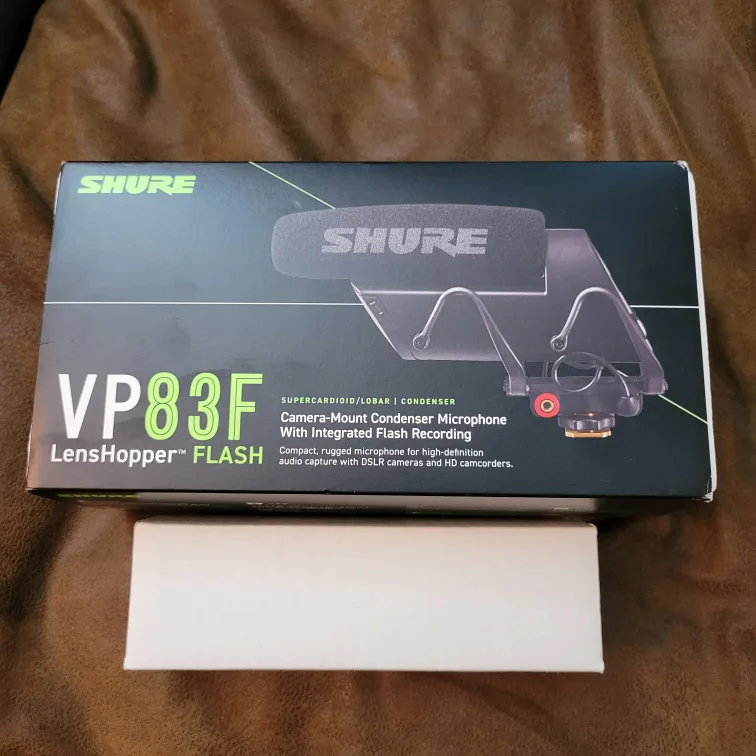 SHURE
SHURE
VP83F
LensHopper™ FLASH
SUPERCARDIOID/LOBAR | CONDENSER
Camera-Mount Condenser Microphone
With Integrated Flash Recording
Compact, rugged microphone for high-definition
audio capture with DSLR cameras and HD camcorders.
SHURE